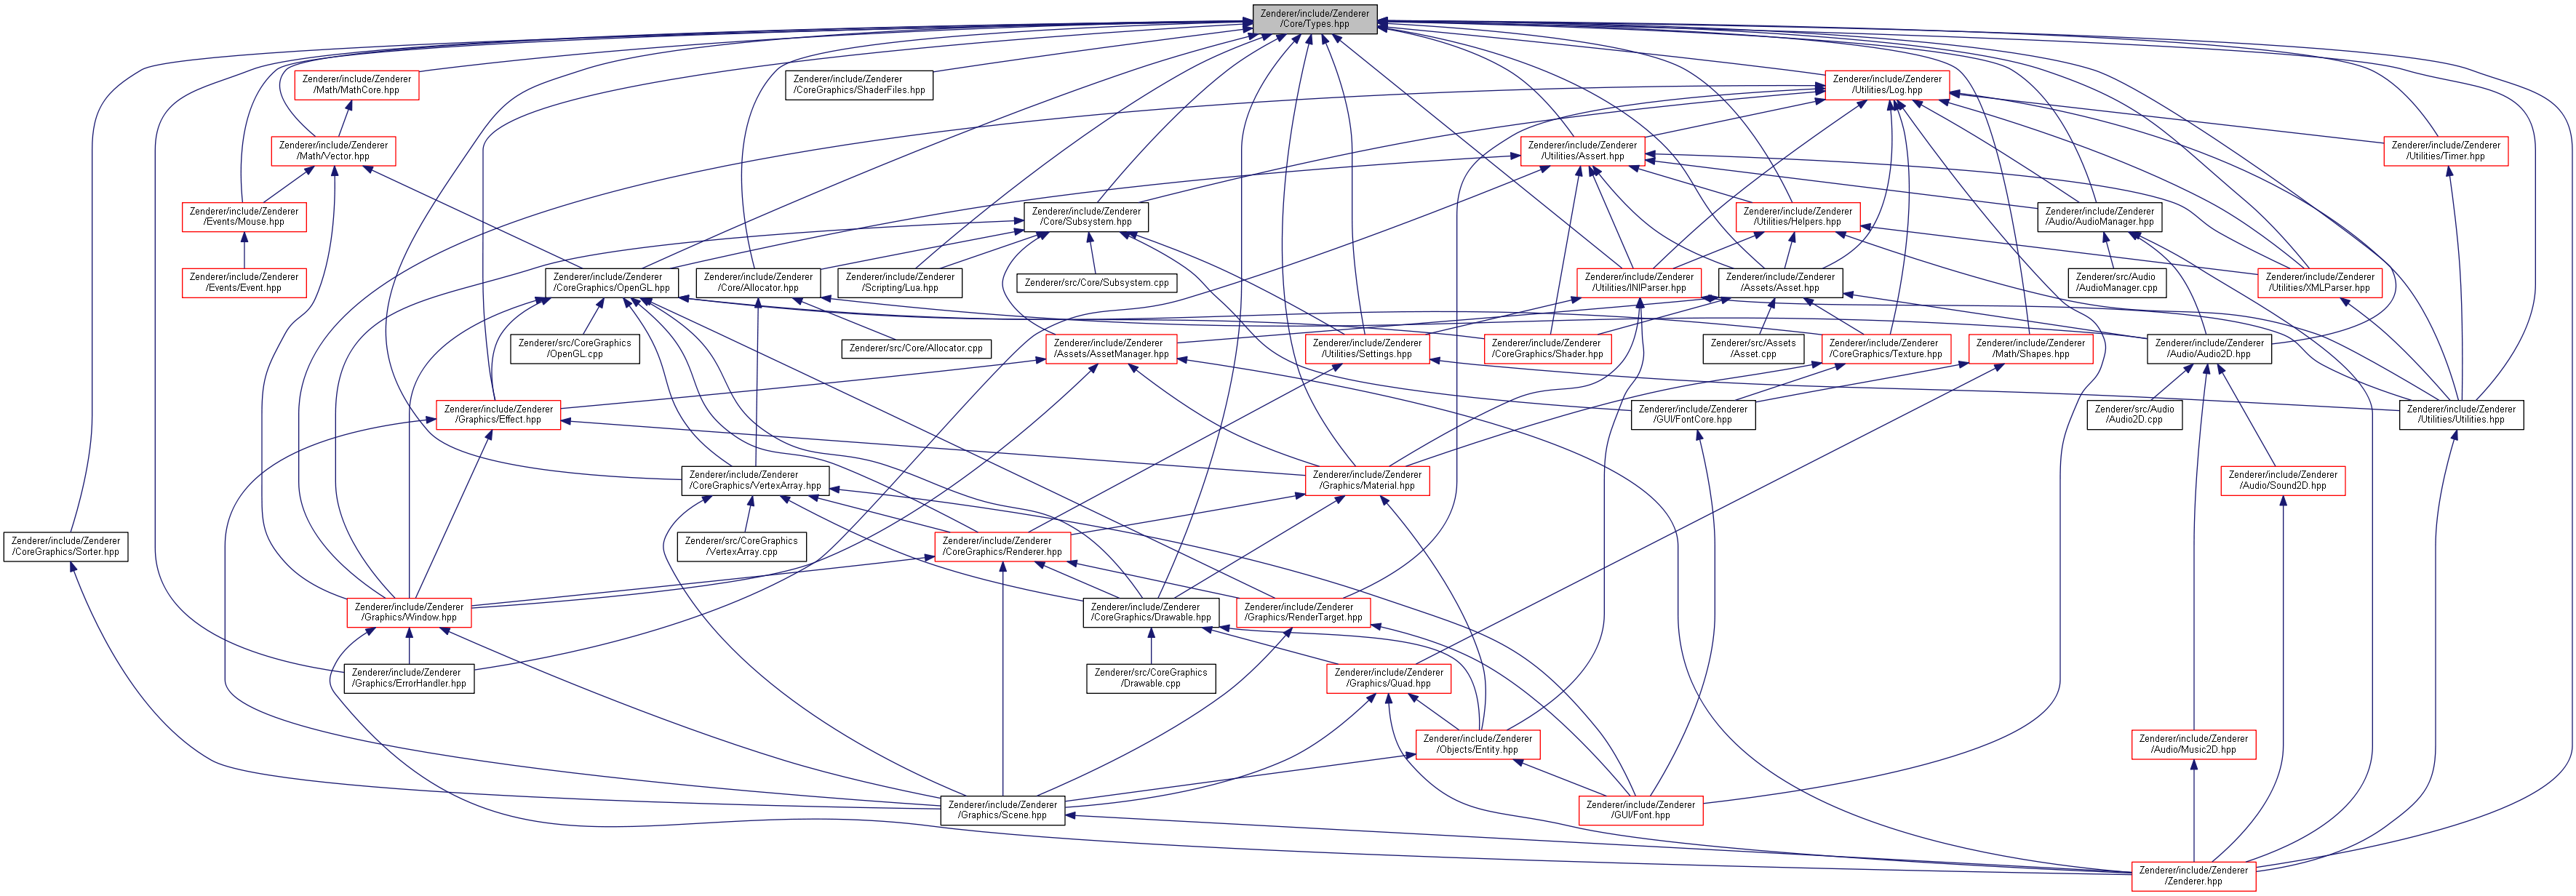 Zenderer/include/Zenderer
/Core/Types.hpp
Zenderer/include/Zenderer
/Math/MathCore.hpp
Zenderer/include/Zenderer
/CoreGraphics/ShaderFiles.hpp
Zenderer/include/Zenderer
/Utilities/Log.hpp
Zenderer/include/Zenderer
/Math/Vector.hpp
Zenderer/include/Zenderer
/Utilities/Assert.hpp
Zenderer/include/Zenderer
/Utilities/Timer.hpp
Zenderer/include/Zenderer
/Events/Mouse.hpp
Zenderer/include/Zenderer
/Core/Subsystem.hpp
Zenderer/include/Zenderer
/Utilities/Helpers.hpp
Zenderer/include/Zenderer
/Audio/AudioManager.hpp
Zenderer/include/Zenderer
/Events/Event.hpp
Zenderer/include/Zenderer
/CoreGraphics/OpenGL.hpp
Zenderer/include/Zenderer
/Core/Allocator.hpp
Zenderer/include/Zenderer
/Scripting/Lua.hpp
Zenderer/src/Core/Subsystem.cpp
Zenderer/include/Zenderer
/Utilities/INIParser.hpp
Zenderer/include/Zenderer
/Assets/Asset.hpp
Zenderer/src/Audio
/AudioManager.cpp
Zenderer/include/Zenderer
/Utilities/XMLParser.hpp
Zenderer/src/CoreGraphics
/OpenGL.cpp
Zenderer/src/Core/Allocator.cpp
Zenderer/include/Zenderer
/Assets/AssetManager.hpp
Zenderer/include/Zenderer
/Utilities/Settings.hpp
Zenderer/include/Zenderer
/CoreGraphics/Shader.hpp
Zenderer/src/Assets
/Asset.cpp
Zenderer/include/Zenderer
/CoreGraphics/Texture.hpp
Zenderer/include/Zenderer
/Math/Shapes.hpp
Zenderer/include/Zenderer
/Audio/Audio2D.hpp
Zenderer/include/Zenderer
/Graphics/Effect.hpp
Zenderer/include/Zenderer
/GUI/FontCore.hpp
Zenderer/src/Audio
/Audio2D.cpp
Zenderer/include/Zenderer
/Utilities/Utilities.hpp
Zenderer/include/Zenderer
/CoreGraphics/VertexArray.hpp
Zenderer/include/Zenderer
/Graphics/Material.hpp
Zenderer/include/Zenderer
/Audio/Sound2D.hpp
Zenderer/include/Zenderer
/CoreGraphics/Sorter.hpp
Zenderer/src/CoreGraphics
/VertexArray.cpp
Zenderer/include/Zenderer
/CoreGraphics/Renderer.hpp
Zenderer/include/Zenderer
/Graphics/Window.hpp
Zenderer/include/Zenderer
/CoreGraphics/Drawable.hpp
Zenderer/include/Zenderer
/Graphics/RenderTarget.hpp
Zenderer/include/Zenderer
/Graphics/ErrorHandler.hpp
Zenderer/src/CoreGraphics
/Drawable.cpp
Zenderer/include/Zenderer
/Graphics/Quad.hpp
Zenderer/include/Zenderer
/Objects/Entity.hpp
Zenderer/include/Zenderer
/Audio/Music2D.hpp
Zenderer/include/Zenderer
/Graphics/Scene.hpp
Zenderer/include/Zenderer
/GUI/Font.hpp
Zenderer/include/Zenderer
/Zenderer.hpp